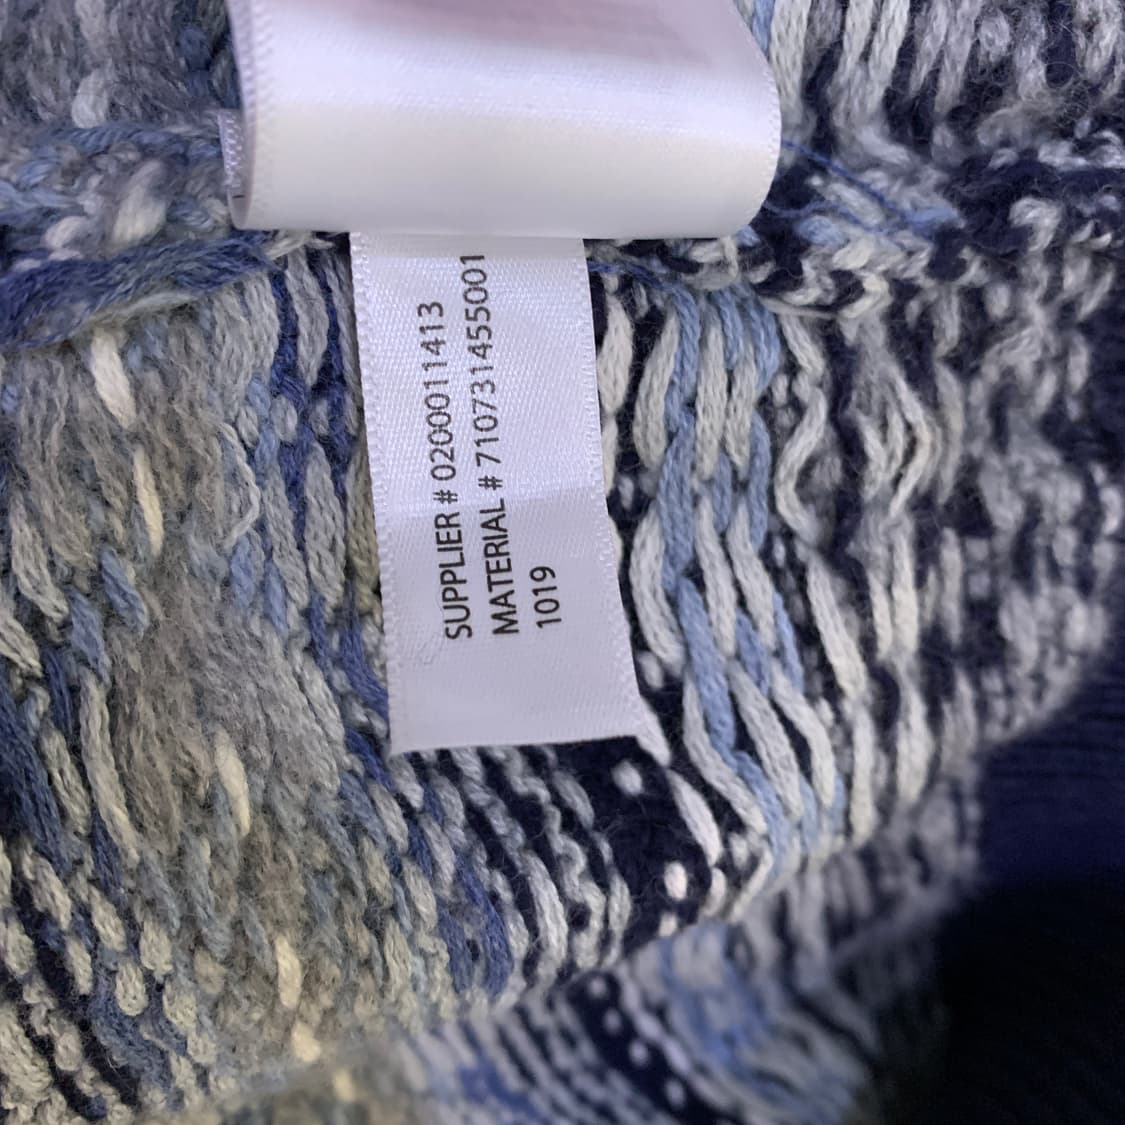 SUPPLIER # 0200011413
MATERIAL # 710731455001
1019